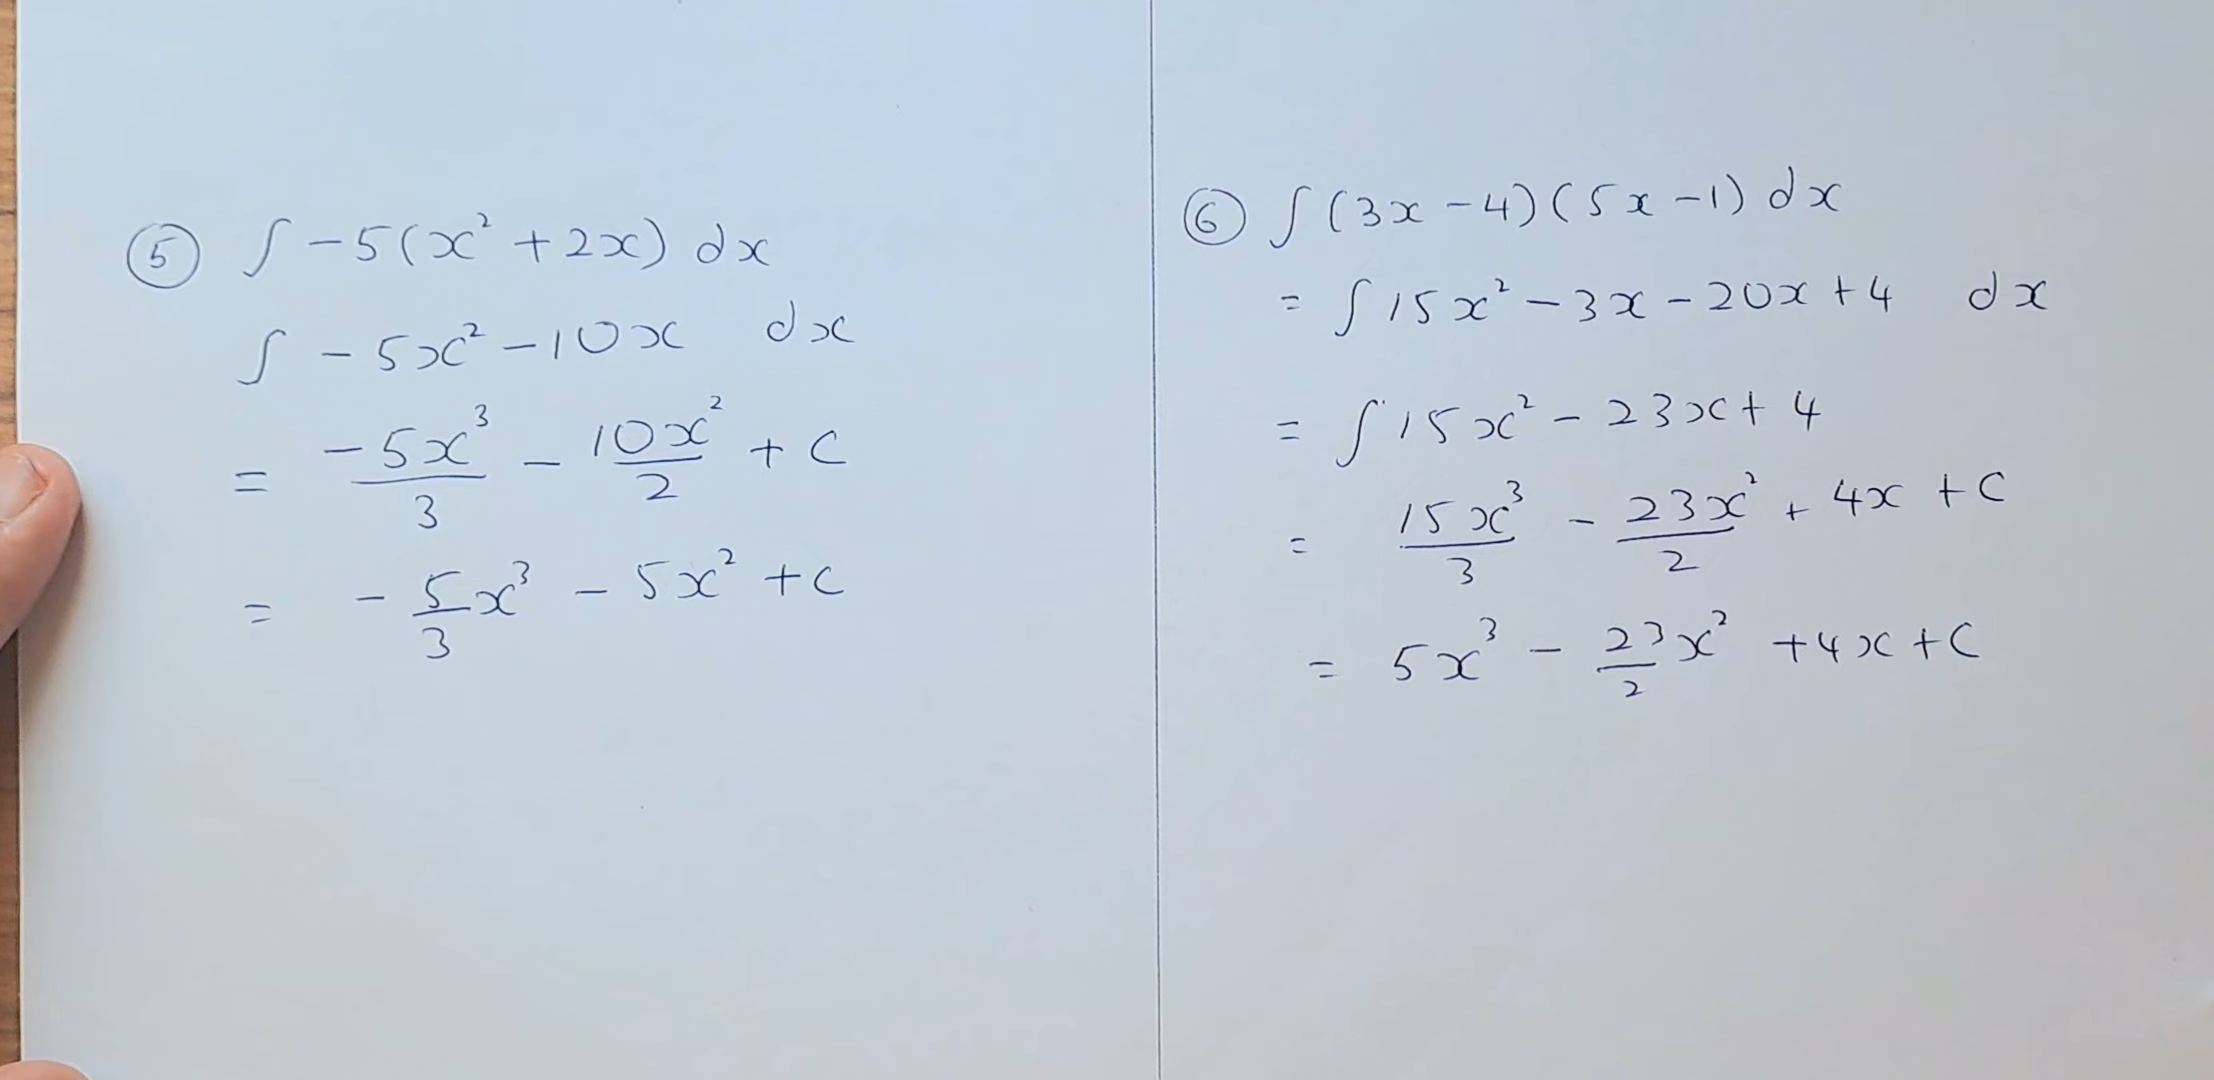 ⑤ ∫ -5(x² + 2x) dx
∫ -5x² - 10x dx
= -5x³/3 - 10x²/2 + C
= - 5/3 x³ - 5x² + C
⑥ ∫ (3x - 4)(5x - 1) dx
= ∫ 15x² - 3x - 20x + 4 dx
= ∫ 15x² - 23x + 4
= 15x³/3 - 23x²/2 + 4x + C
= 5x³ - 23/2 x² + 4x + C